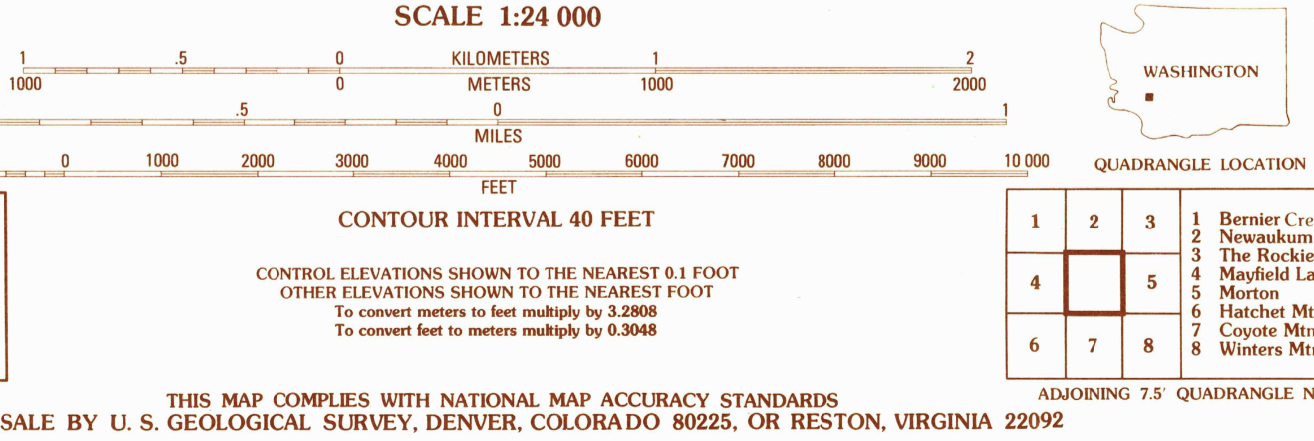 SCALE 1:24 000
1 .5 0 KILOMETERS 1 2
1000 0 METERS 1000 2000
.5 0 1
MILES
0 1000 2000 3000 4000 5000 6000 7000 8000 9000 10 000
FEET
CONTOUR INTERVAL 40 FEET
CONTROL ELEVATIONS SHOWN TO THE NEAREST 0.1 FOOT
OTHER ELEVATIONS SHOWN TO THE NEAREST FOOT
To convert meters to feet multiply by 3.2808
To convert feet to meters multiply by 0.3048
THIS MAP COMPLIES WITH NATIONAL MAP ACCURACY STANDARDS
SALE BY U. S. GEOLOGICAL SURVEY, DENVER, COLORADO 80225, OR RESTON, VIRGINIA 22092
WASHINGTON
QUADRANGLE LOCATION
1 2 3
4 5
6 7 8
1 Bernier Cre
2 Newaukum
3 The Rockie
4 Mayfield La
5 Morton
6 Hatchet Mt
7 Coyote Mtn
8 Winters Mt
ADJOINING 7.5' QUADRANGLE N